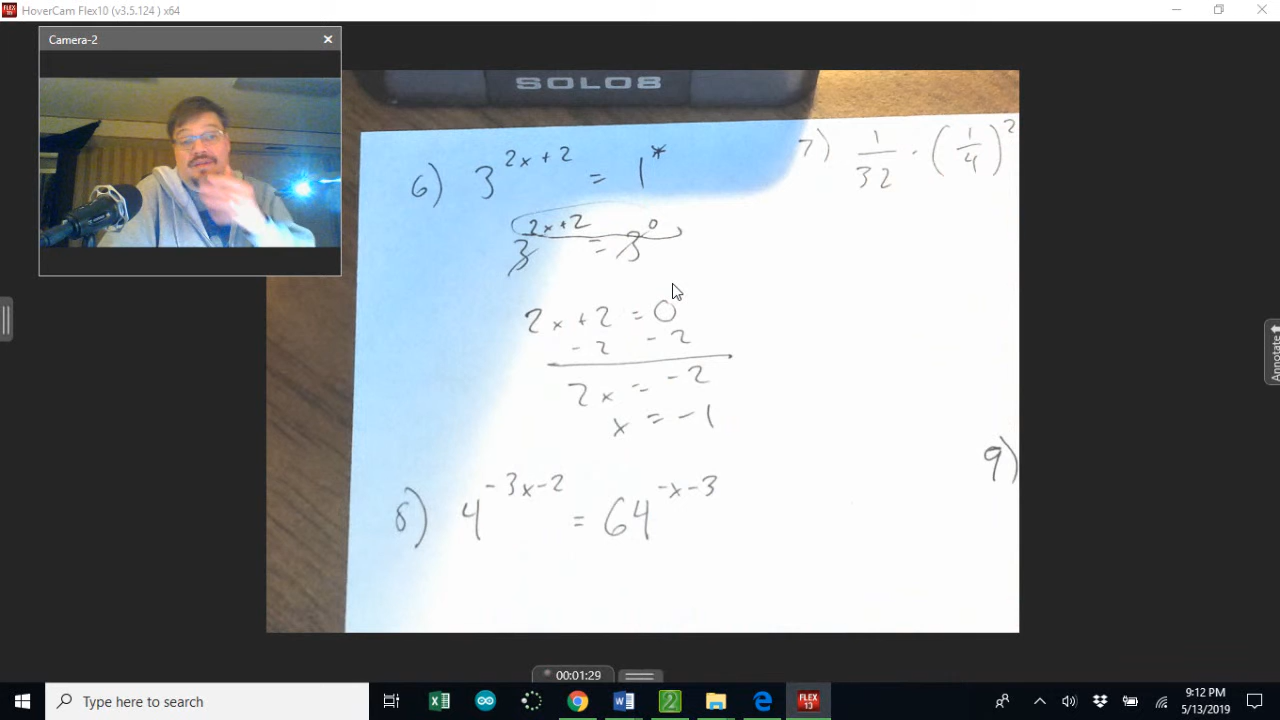 HoverCam Flex10 (v3.5.124 ) x64
Camera-2
SOLO8
6) 3^{2x+2} = 1*
3^{2x+2} = 3^0
2x+2 = 0
-2 -2
2x = -2
x = -1
7) 1/32 · (1/4)^2
8) 4^{-3x-2} = 64^{-x-3}
9)
Annotate
00:01:29
Type here to search
9:12 PM
5/13/2019